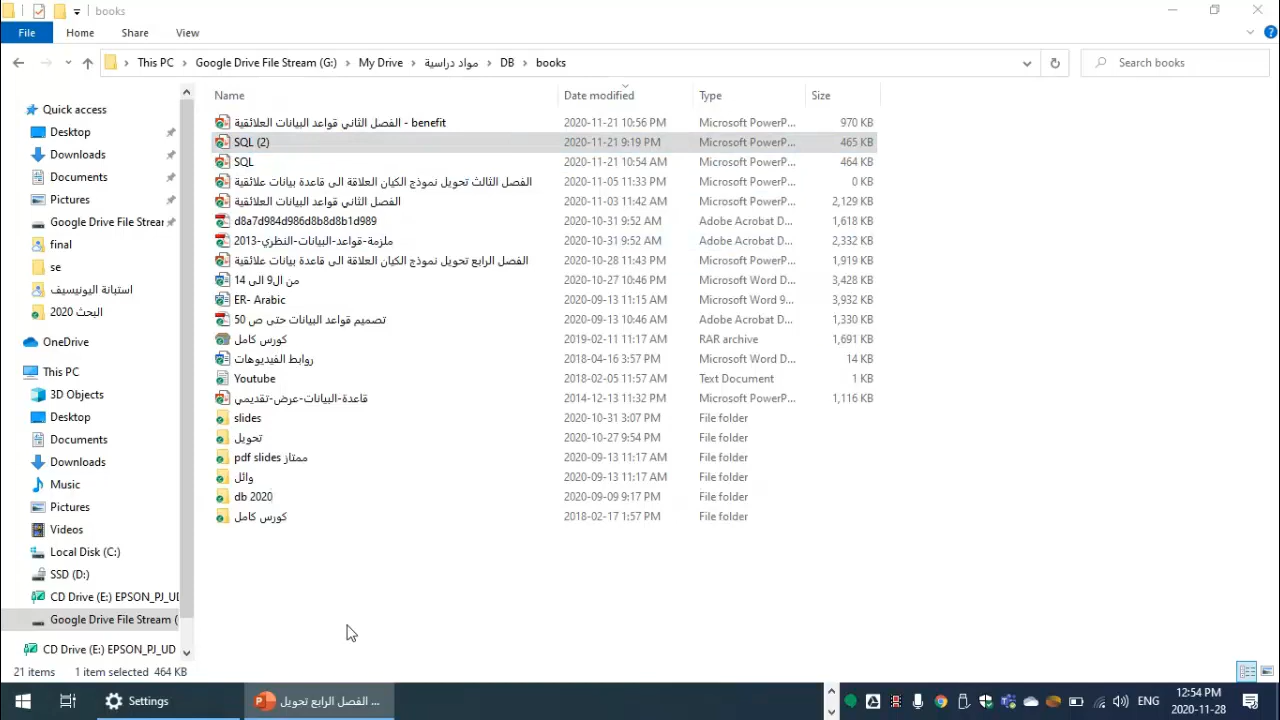 books
File Home Share View
This PC Google Drive File Stream (G:) My Drive مواد دراسية DB books Search books
Name Date modified Type Size
الفصل الثاني قواعد البيانات العلائقية - benefit 2020-11-21 10:56 PM Microsoft PowerP... 970 KB
SQL (2) 2020-11-21 9:19 PM Microsoft PowerP... 465 KB
SQL 2020-11-21 10:54 AM Microsoft PowerP... 464 KB
الفصل الثالث تحويل نموذج الكيان العلاقة الى قاعدة بيانات علائقية 2020-11-05 11:33 PM Microsoft PowerP... 0 KB
الفصل الثاني قواعد البيانات العلائقية 2020-11-03 11:42 AM Microsoft PowerP... 2,129 KB
d8a7d984d986d8b8d8b1d989 2020-10-31 9:52 AM Adobe Acrobat D... 1,618 KB
ملزمة-قواعد-البيانات-النظري-2013 2020-10-31 9:52 AM Adobe Acrobat D... 2,332 KB
الفصل الرابع تحويل نموذج الكيان العلاقة الى قاعدة بيانات علائقية 2020-10-28 11:43 PM Microsoft PowerP... 1,919 KB
من ال9 الى 14 2020-10-27 10:46 PM Microsoft Word D... 3,428 KB
ER- Arabic 2020-09-13 11:15 AM Microsoft Word 9... 3,932 KB
تصميم قواعد البيانات حتى ص 50 2020-09-13 10:46 AM Adobe Acrobat D... 1,330 KB
كورس كامل 2019-02-11 11:17 AM RAR archive 1,691 KB
روابط الفيديوهات 2018-04-16 3:57 PM Microsoft Word D... 14 KB
Youtube 2018-02-05 11:57 AM Text Document 1 KB
قاعدة-البيانات-عرض-تقديمي 2014-12-13 11:32 PM Microsoft PowerP... 1,116 KB
slides 2020-10-31 3:07 PM File folder
تحويل 2020-10-27 9:54 PM File folder
pdf slides ممتاز 2020-09-13 11:17 AM File folder
وائل 2020-09-13 11:17 AM File folder
db 2020 2020-09-09 9:17 PM File folder
كورس كامل 2018-02-17 1:57 PM File folder
Quick access
Desktop
Downloads
Documents
Pictures
Google Drive File Strear
final
se
استبانة اليونيسيف
البحث 2020
OneDrive
This PC
3D Objects
Desktop
Documents
Downloads
Music
Pictures
Videos
Local Disk (C:)
SSD (D:)
CD Drive (E:) EPSON_PJ_UD
Google Drive File Stream (
CD Drive (E:) EPSON_PJ_UD
21 items 1 item selected 464 KB
Settings
الفصل الرابع تحويل ...
ENG
12:54 PM
2020-11-28